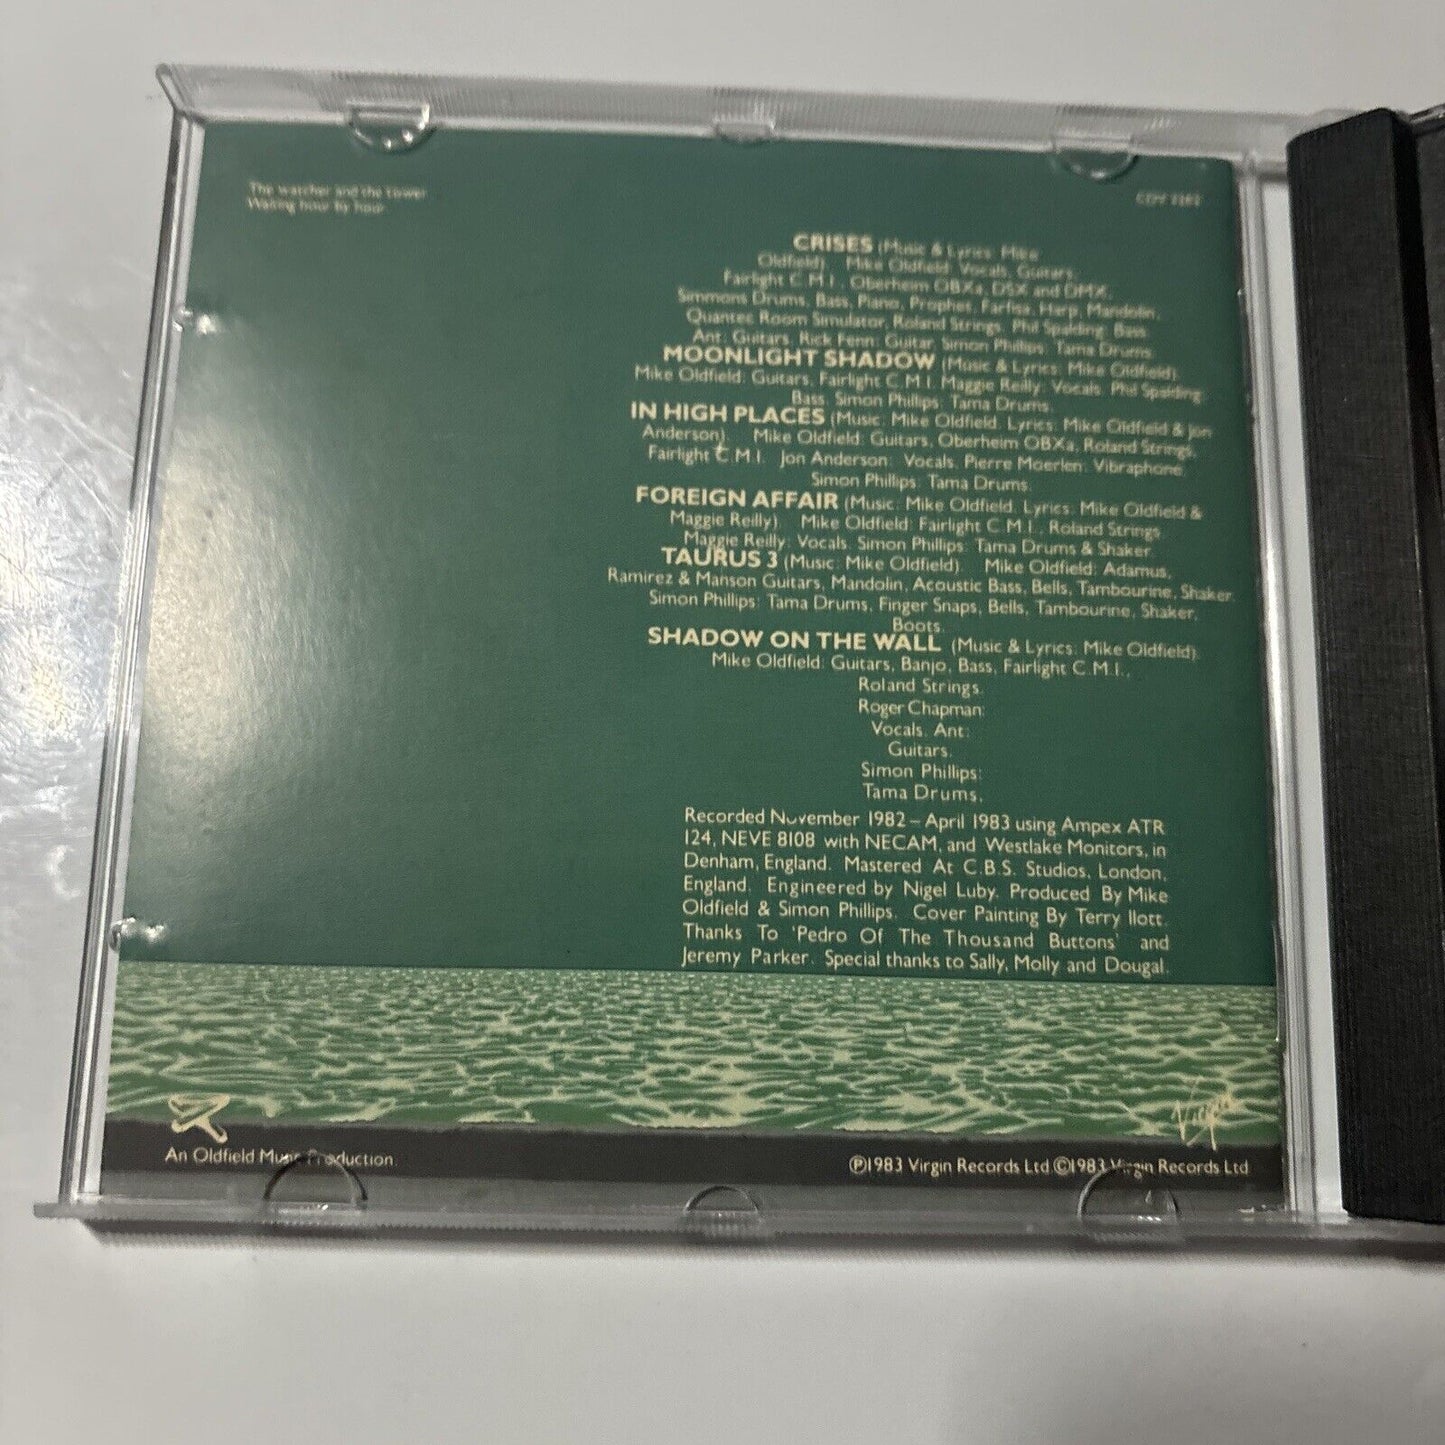 The watcher and the tower
Waiting hour by hour
CDV 2262
CRISES (Music & Lyrics: Mike
Oldfield). Mike Oldfield: Vocals, Guitars,
Fairlight C.M.I., Oberheim OBXa, DSX and DMX,
Simmons Drums, Bass, Piano, Prophet, Farfisa, Harp, Mandolin,
Quantec Room Simulator, Roland Strings. Phil Spalding: Bass.
Ant: Guitars. Rick Fenn: Guitar. Simon Phillips: Tama Drums.
MOONLIGHT SHADOW (Music & Lyrics: Mike Oldfield).
Mike Oldfield: Guitars, Fairlight C.M.I. Maggie Reilly: Vocals. Phil Spalding:
Bass. Simon Phillips: Tama Drums.
IN HIGH PLACES (Music: Mike Oldfield. Lyrics: Mike Oldfield & Jon
Anderson). Mike Oldfield: Guitars, Oberheim OBXa, Roland Strings,
Fairlight C.M.I. Jon Anderson: Vocals. Pierre Moerlen: Vibraphone.
Simon Phillips: Tama Drums.
FOREIGN AFFAIR (Music: Mike Oldfield. Lyrics: Mike Oldfield &
Maggie Reilly). Mike Oldfield: Fairlight C.M.I., Roland Strings.
Maggie Reilly: Vocals. Simon Phillips: Tama Drums & Shaker.
TAURUS 3 (Music: Mike Oldfield). Mike Oldfield: Adamus,
Ramirez & Manson Guitars, Mandolin, Acoustic Bass, Bells, Tambourine, Shaker.
Simon Phillips: Tama Drums, Finger Snaps, Bells, Tambourine, Shaker,
Boots.
SHADOW ON THE WALL (Music & Lyrics: Mike Oldfield).
Mike Oldfield: Guitars, Banjo, Bass, Fairlight C.M.I.,
Roland Strings.
Roger Chapman:
Vocals. Ant:
Guitars.
Simon Phillips:
Tama Drums.
Recorded November 1982 – April 1983 using Ampex ATR
124, NEVE 8108 with NECAM, and Westlake Monitors, in
Denham, England. Mastered At C.B.S. Studios, London,
England. Engineered by Nigel Luby. Produced By Mike
Oldfield & Simon Phillips. Cover Painting By Terry Ilott.
Thanks To 'Pedro Of The Thousand Buttons' and
Jeremy Parker. Special thanks to Sally, Molly and Dougal.
Virgin
An Oldfield Music Production.
Ⓟ1983 Virgin Records Ltd ©1983 Virgin Records Ltd